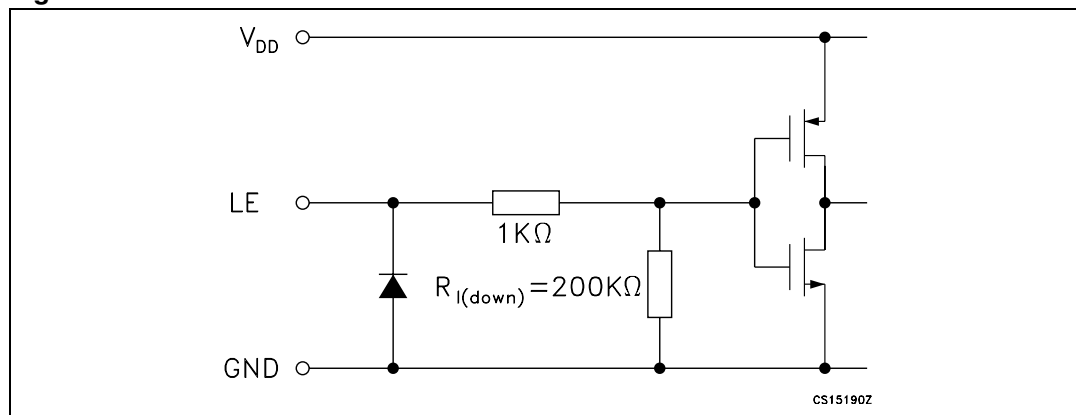 V_DD
LE
1KΩ
R_I(down)=200KΩ
GND
CS15190Z